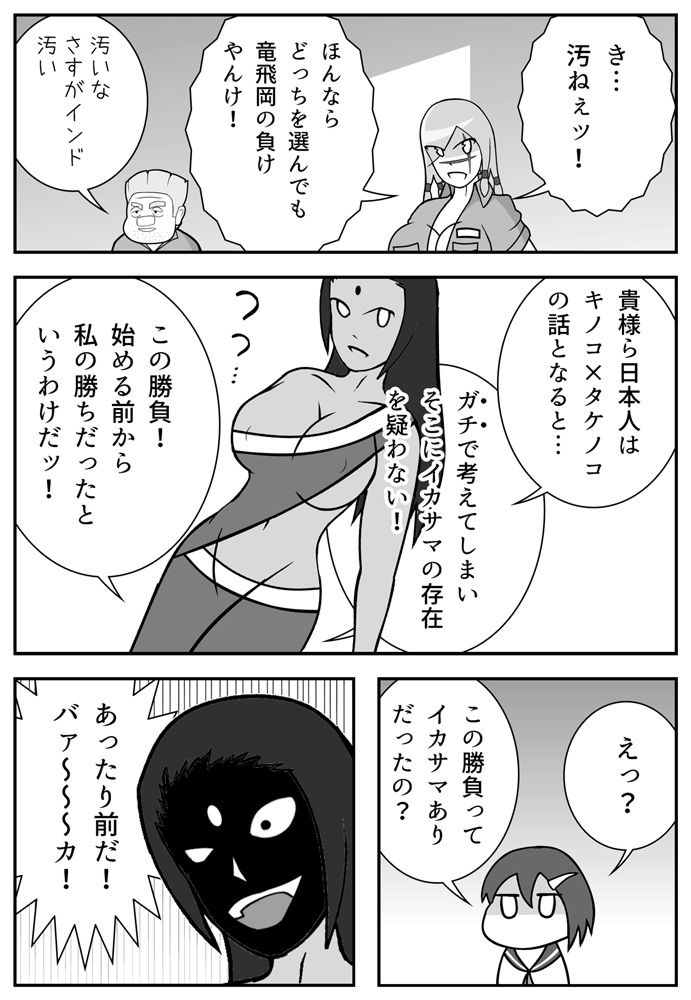 き…
汚ねぇッ！
ほんなら
どっちを選んでも
竜飛岡の負け
やんけ！
汚いな
さすがインド
汚い
貴様ら日本人は
キノコ×タケノコ
の話となると…
ガチで考えてしまい
そこにイカサマの存在
を疑わない！
この勝負！
始める前から
私の勝ちだったと
いうわけだッ！
えっ？
この勝負って
イカサマあり
だったの？
あったり前だ！
バァ〜〜〜カ！